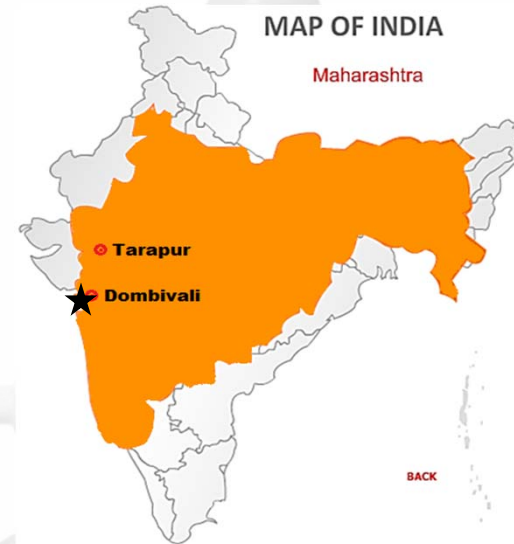 MAP OF INDIA
Maharashtra
Tarapur
Dombivali
BACK